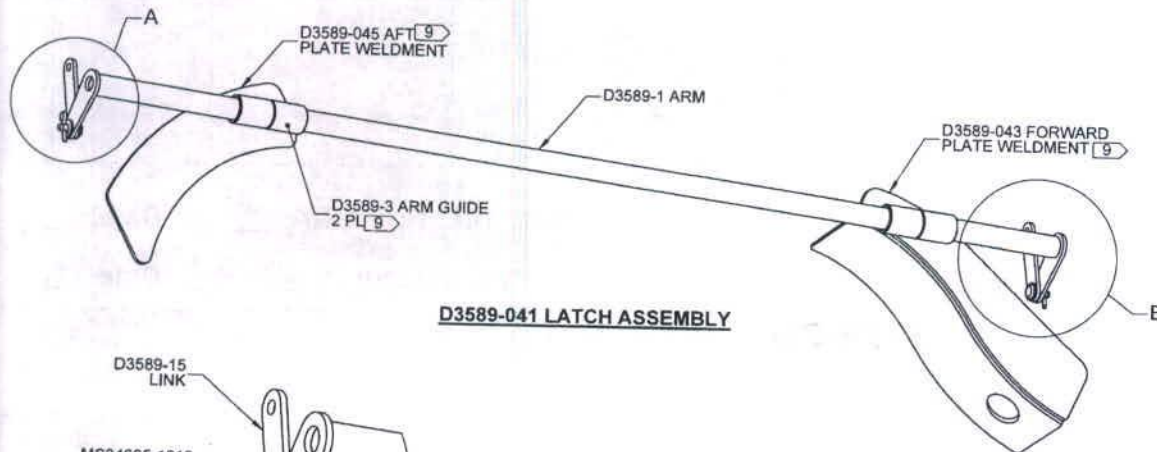 A
D3589-045 AFT 9
PLATE WELDMENT
D3589-1 ARM
D3589-043 FORWARD
PLATE WELDMENT 9
D3589-3 ARM GUIDE
2 PL 9
D3589-041 LATCH ASSEMBLY
D3589-15
LINK